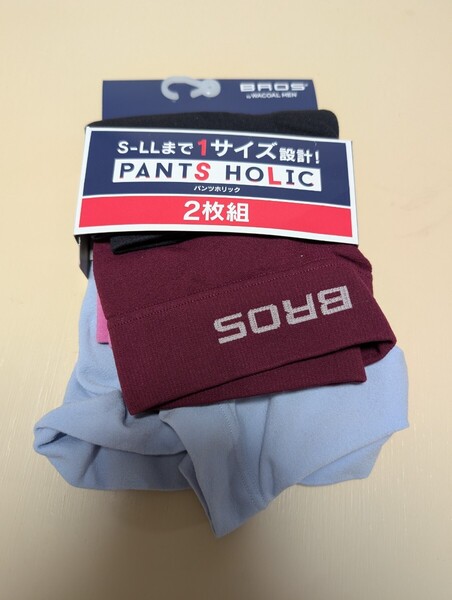 BROS
by WACOAL MEN
S-LLまで1サイズ設計!
PANTS HOLIC
パンツホリック
2枚組
BROS